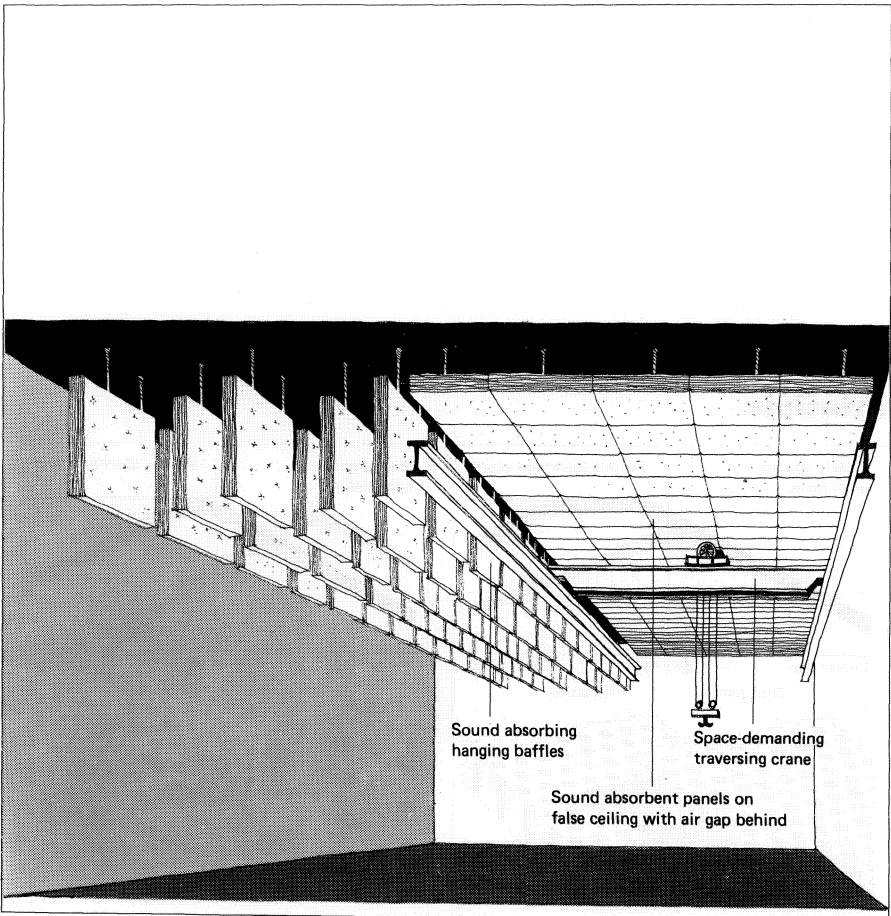 Sound absorbing
hanging baffles
Space-demanding
traversing crane
Sound absorbent panels on
false ceiling with air gap behind